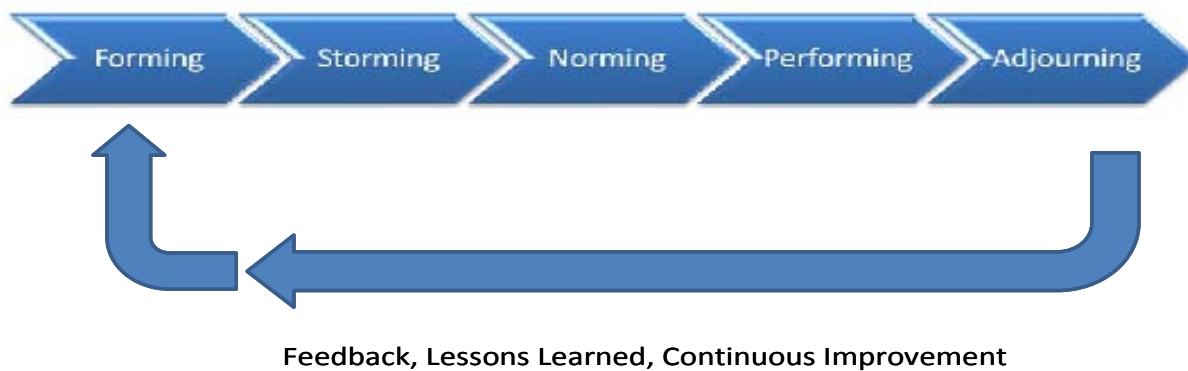 Forming Storming Norming Performing Adjourning
Feedback, Lessons Learned, Continuous Improvement